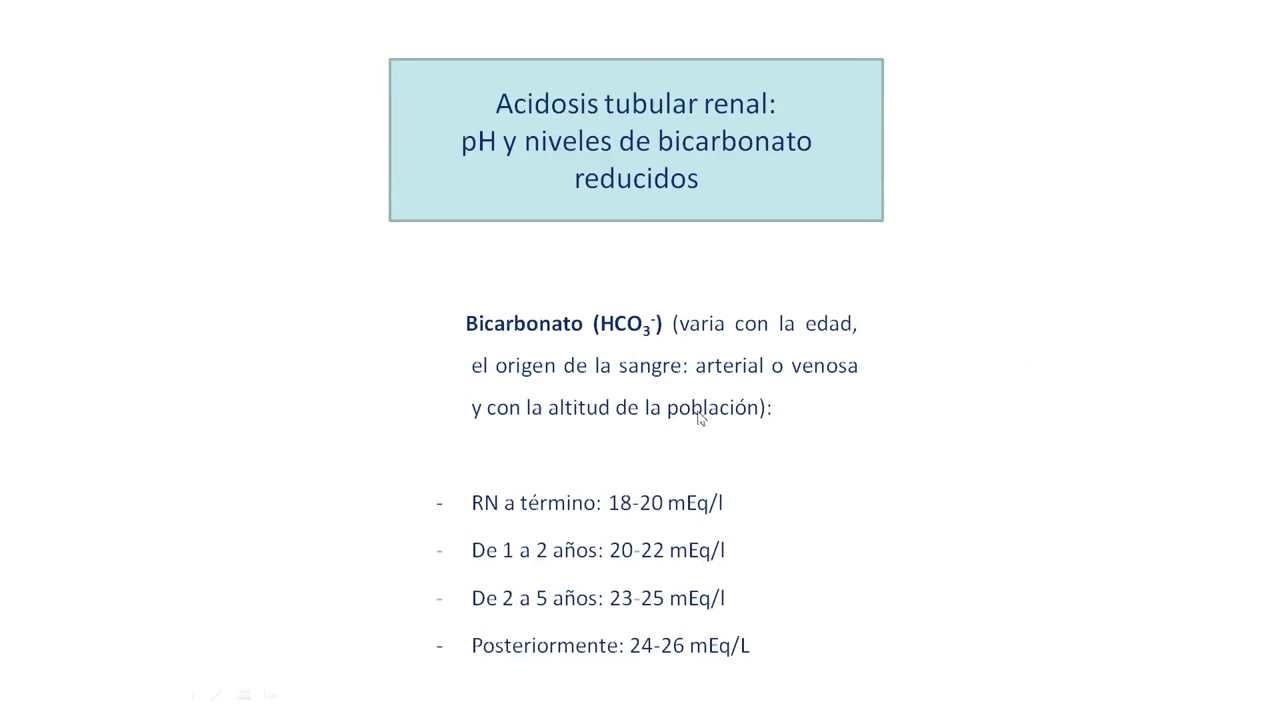 Acidosis tubular renal:
pH y niveles de bicarbonato
reducidos
Bicarbonato (HCO₃⁻) (varia con la edad,
el origen de la sangre: arterial o venosa
y con la altitud de la población):
- RN a término: 18-20 mEq/l
- De 1 a 2 años: 20-22 mEq/l
- De 2 a 5 años: 23-25 mEq/l
- Posteriormente: 24-26 mEq/L